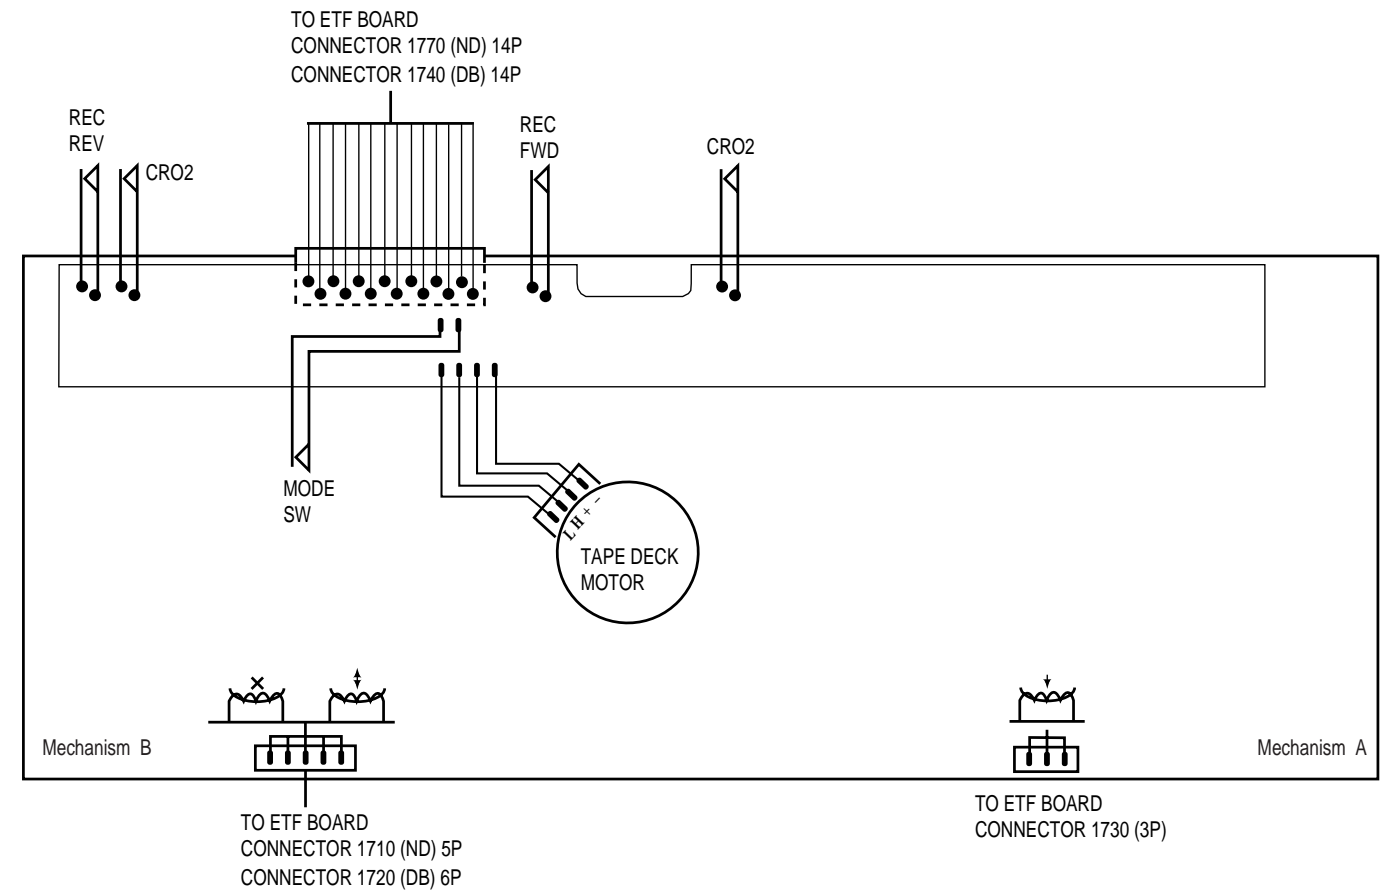 TO ETF BOARD
CONNECTOR 1770 (ND) 14P
CONNECTOR 1740 (DB) 14P
REC
REV
CRO2
REC
FWD
CRO2
MODE
SW
L H + −
TAPE DECK
MOTOR
Mechanism B
Mechanism A
TO ETF BOARD
CONNECTOR 1710 (ND) 5P
CONNECTOR 1720 (DB) 6P
TO ETF BOARD
CONNECTOR 1730 (3P)